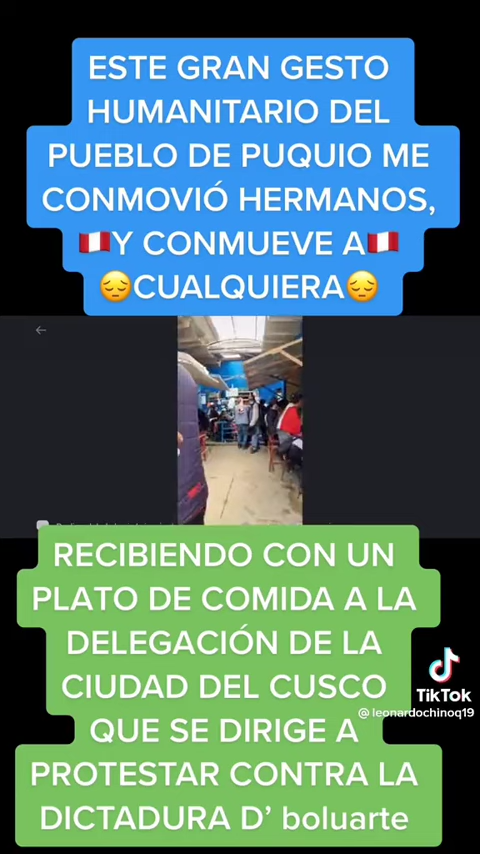 ESTE GRAN GESTO
HUMANITARIO DEL
PUEBLO DE PUQUIO ME
CONMOVIÓ HERMANOS,
🇵🇪Y CONMUEVE A🇵🇪
😔CUALQUIERA😔
RECIBIENDO CON UN
PLATO DE COMIDA A LA
DELEGACIÓN DE LA
CIUDAD DEL CUSCO
QUE SE DIRIGE A
PROTESTAR CONTRA LA
DICTADURA D’ boluarte
TikTok
@leonardochinoq19